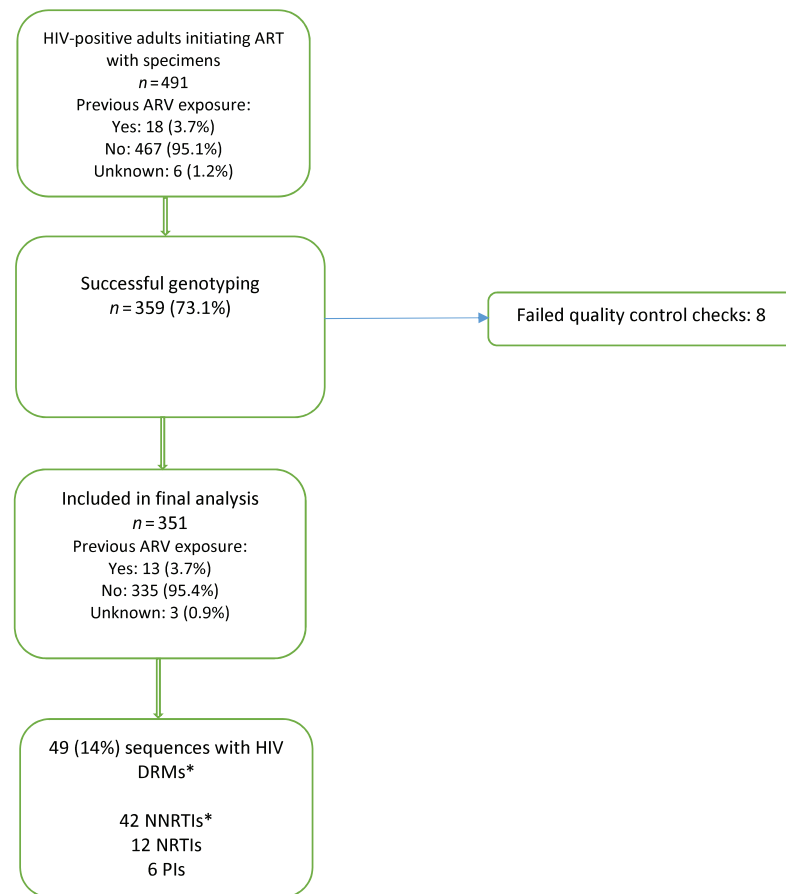 HIV-positive adults initiating ART
with specimens
n = 491
Previous ARV exposure:
Yes: 18 (3.7%)
No: 467 (95.1%)
Unknown: 6 (1.2%)
Successful genotyping
n = 359 (73.1%)
Failed quality control checks: 8
Included in final analysis
n = 351
Previous ARV exposure:
Yes: 13 (3.7%)
No: 335 (95.4%)
Unknown: 3 (0.9%)
49 (14%) sequences with HIV
DRMs*
42 NNRTIs*
12 NRTIs
6 PIs